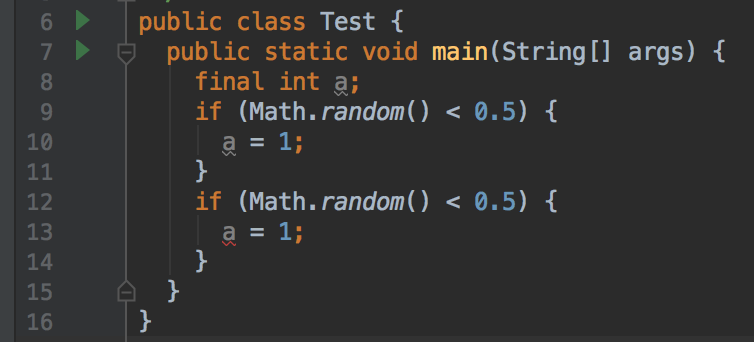 6 public class Test {
7 public static void main(String[] args) {
8 final int a;
9 if (Math.random() < 0.5) {
10 a = 1;
11 }
12 if (Math.random() < 0.5) {
13 a = 1;
14 }
15 }
16 }